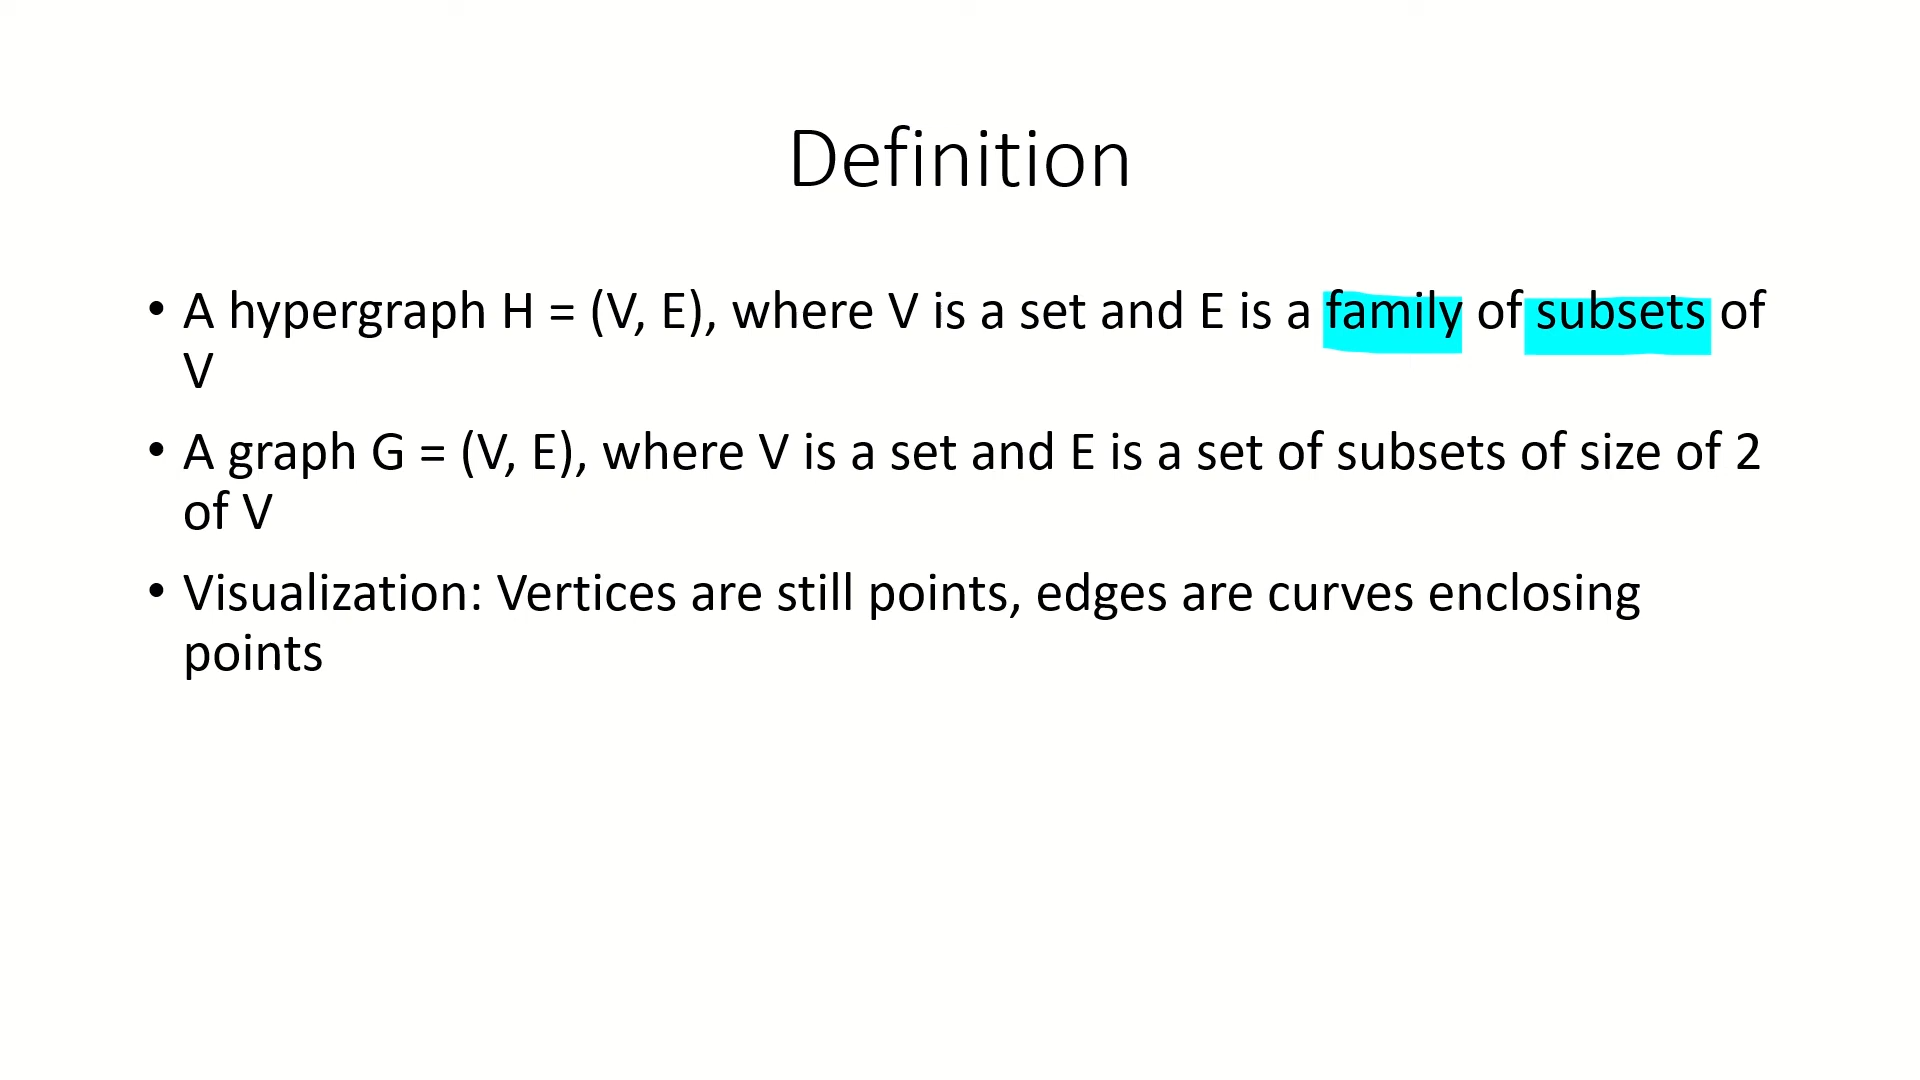 Definition
• A hypergraph H = (V, E), where V is a set and E is a family of subsets of
V
• A graph G = (V, E), where V is a set and E is a set of subsets of size of 2
of V
• Visualization: Vertices are still points, edges are curves enclosing
points